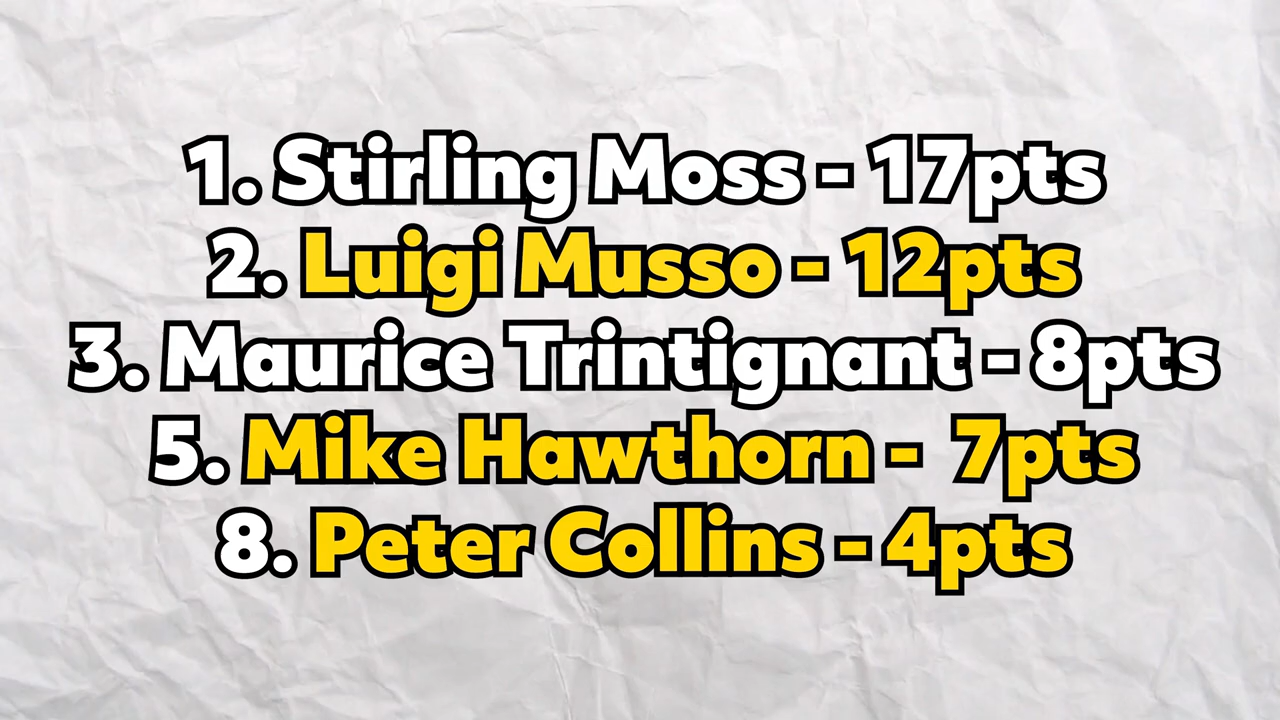 1. Stirling Moss - 17pts
2. Luigi Musso - 12pts
3. Maurice Trintignant - 8pts
5. Mike Hawthorn - 7pts
8. Peter Collins - 4pts